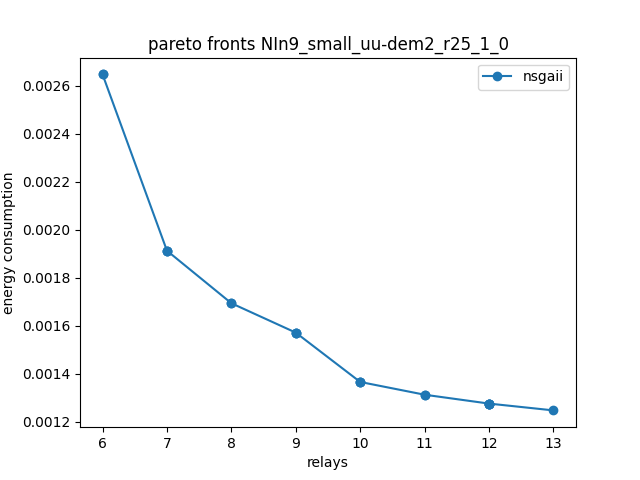 pareto fronts NIn9_small_uu-dem2_r25_1_0
nsgaii
energy consumption
0.0026
0.0024
0.0022
0.0020
0.0018
0.0016
0.0014
0.0012
6 7 8 9 10 11 12 13
relays